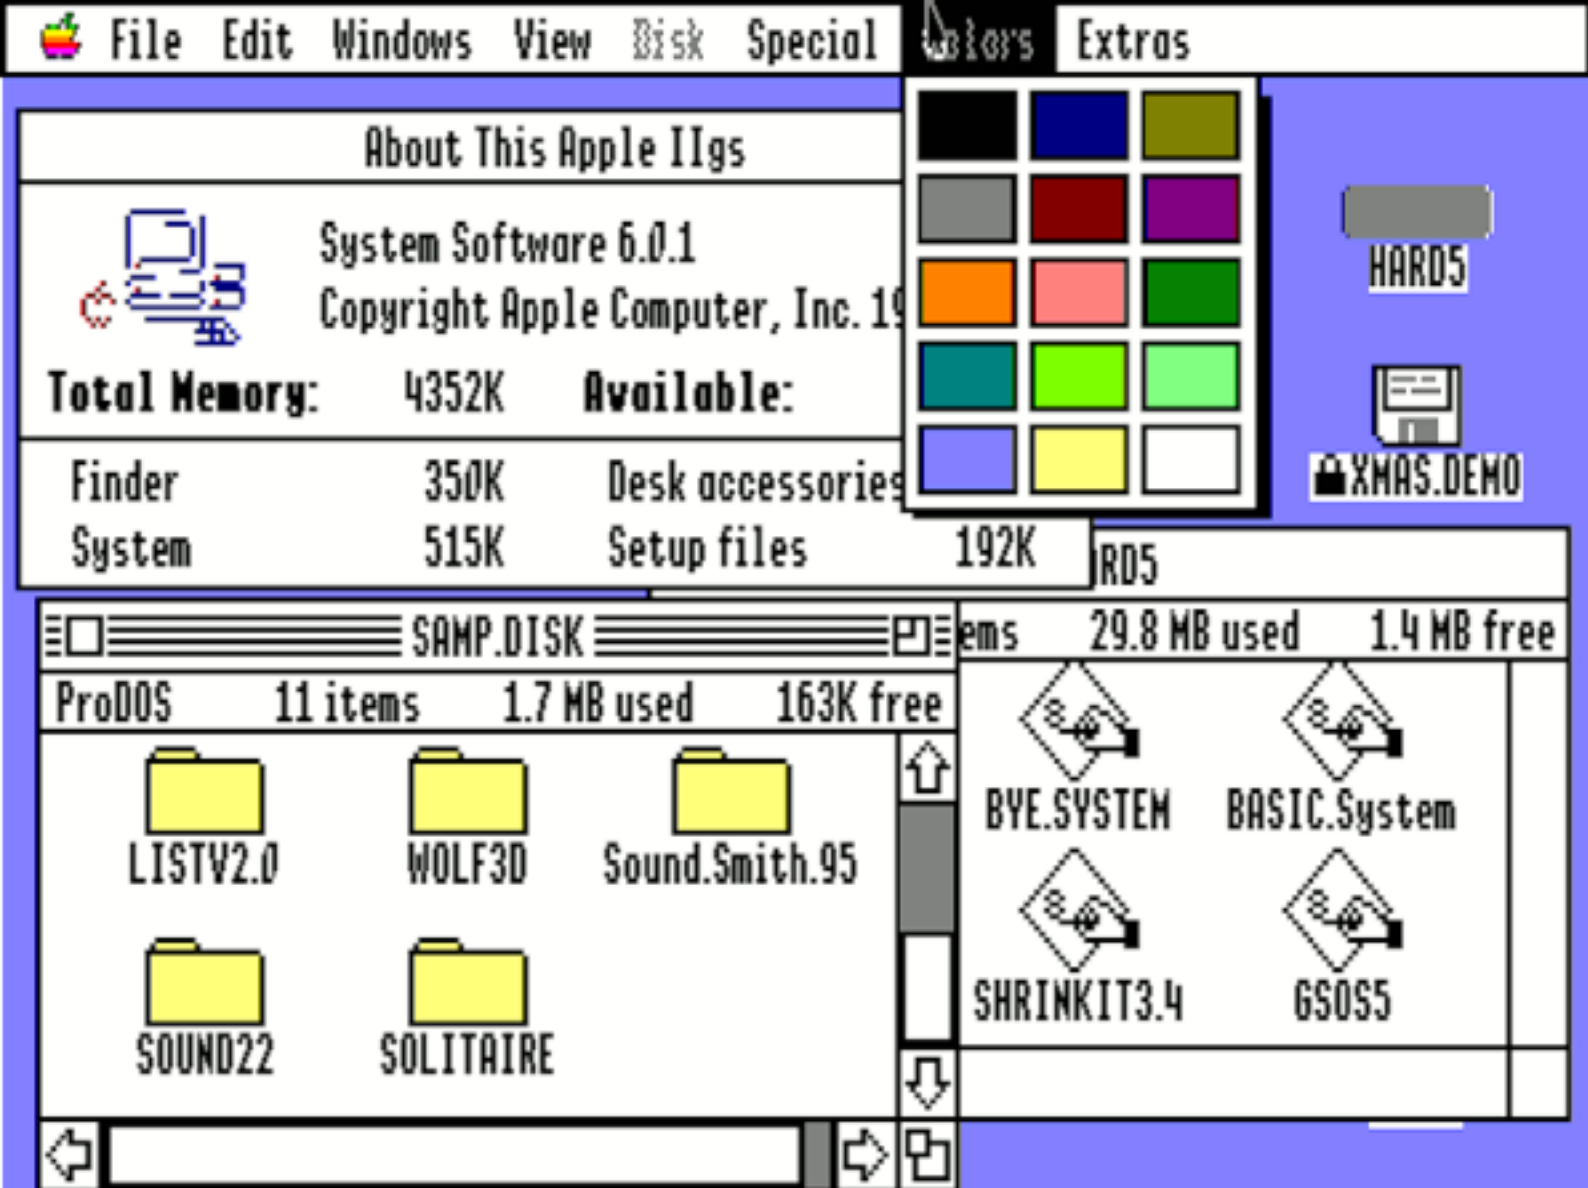 File Edit Windows View Disk Special Colors Extras
About This Apple IIgs
System Software 6.0.1
Copyright Apple Computer, Inc. 19
Total Memory: 4352K Available:
Finder 350K Desk accessories
System 515K Setup files 192K
HARD5
XMAS.DEMO
RD5
ems 29.8 MB used 1.4 MB free
BYE.SYSTEM BASIC.System
SHRINKIT3.4 GSOS5
SAMP.DISK
ProDOS 11 items 1.7 MB used 163K free
LISTV2.0 WOLF3D Sound.Smith.95
SOUND22 SOLITAIRE